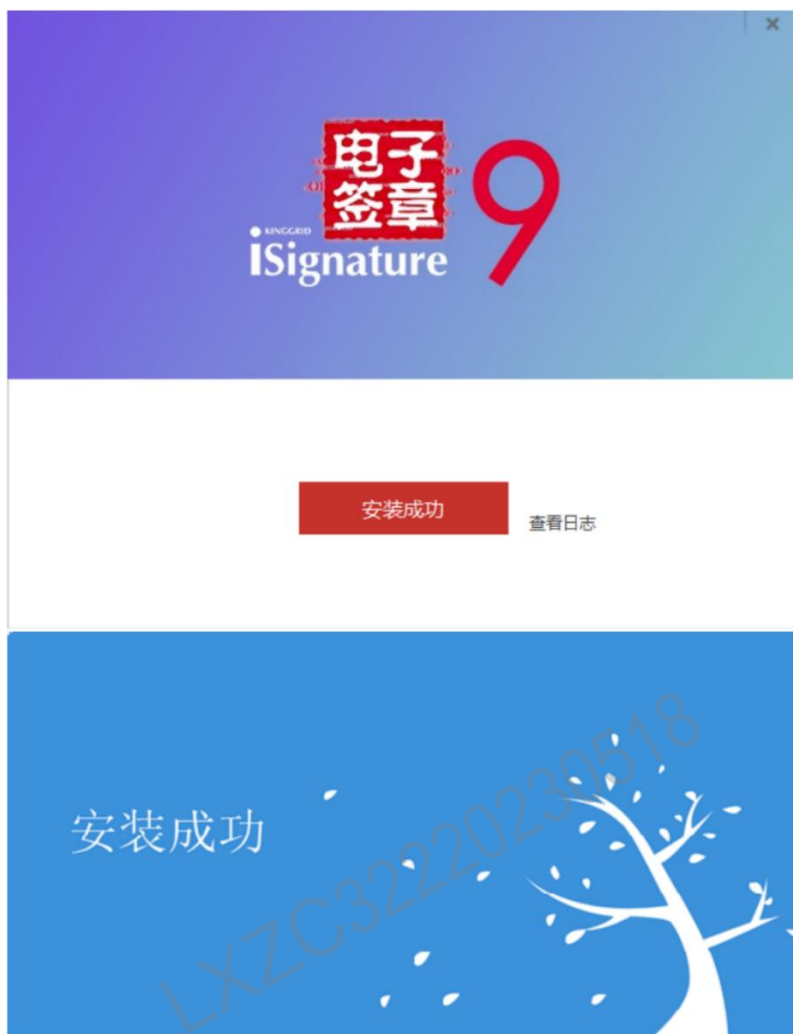 电子
签章
9
KINGGRID
iSignature
安装成功
查看日志
安装成功
LXZC32220230518